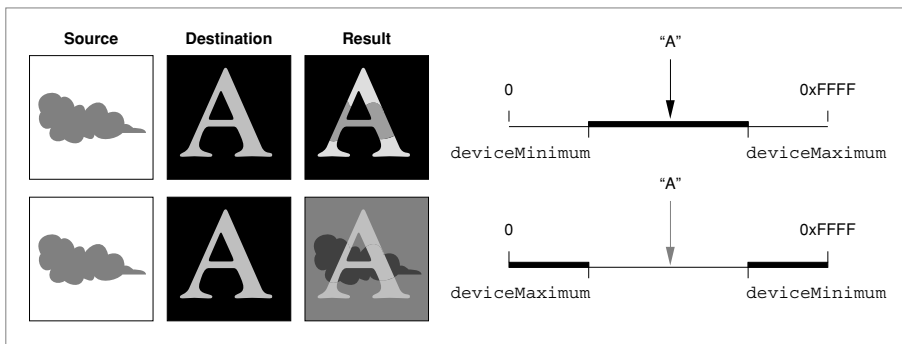 Source Destination Result
“A”
0 0xFFFF
deviceMinimum deviceMaximum
“A”
0 0xFFFF
deviceMaximum deviceMinimum
A A A
A A A